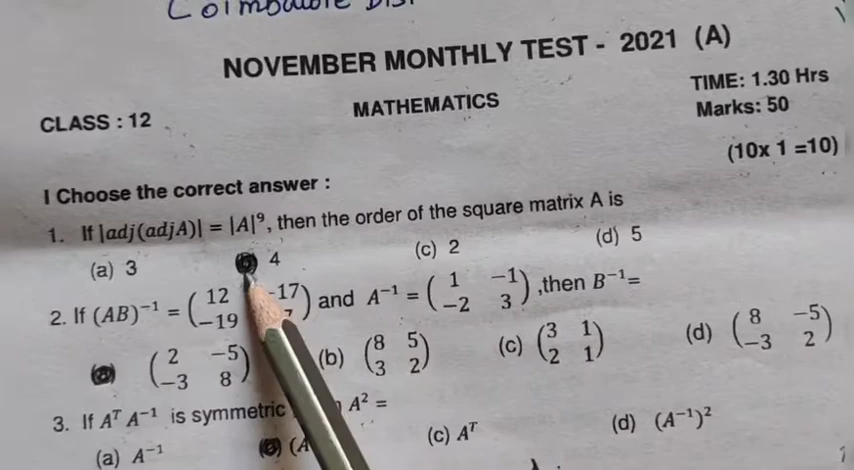 Coimbatore Dist
NOVEMBER MONTHLY TEST - 2021 (A)
CLASS : 12 MATHEMATICS TIME: 1.30 Hrs
Marks: 50
(10x 1 =10)
I Choose the correct answer :
1. If |adj(adjA)| = |A|⁹, then the order of the square matrix A is
(a) 3 4 (c) 2 (d) 5
2. If (AB)⁻¹ = (12 -17 −19) and A⁻¹ = (1 −1 −2 3) ,then B⁻¹=
(2 −5 −3 8) (b) (8 5 3 2) (c) (3 1 2 1) (d) (8 −5 −3 2)
3. If Aᵀ A⁻¹ is symmetric A² =
(a) A⁻¹ (c) Aᵀ (d) (A⁻¹)²